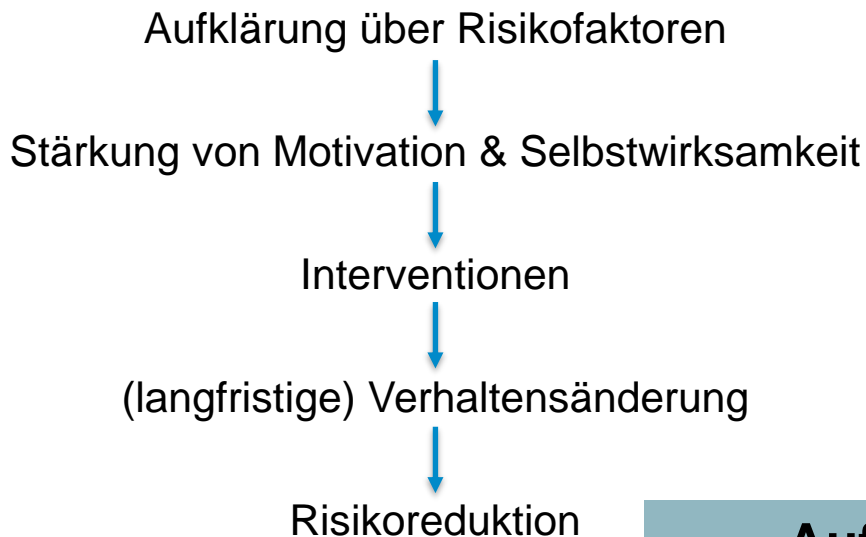 Aufklärung über Risikofaktoren
Stärkung von Motivation & Selbstwirksamkeit
Interventionen
(langfristige) Verhaltensänderung
Risikoreduktion